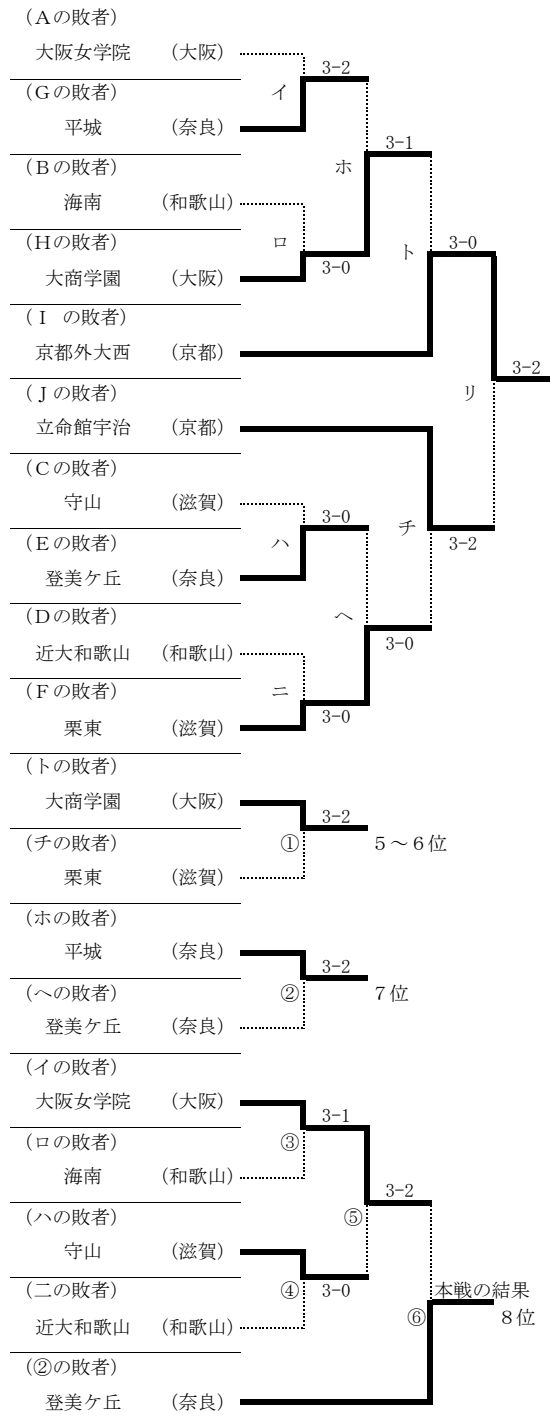 （Ａの敗者）
大阪女学院　（大阪）
3-2
イ
（Ｇの敗者）
平城　（奈良）
3-1
ホ
（Ｂの敗者）
海南　（和歌山）
ロ
（Ｈの敗者）
3-0
ト
3-0
大商学園　（大阪）
（Ｉ の敗者）
京都外大西　（京都）
3-2
リ
（Ｊの敗者）
立命館宇治　（京都）
（Ｃの敗者）
守山　（滋賀）
3-0
チ
ハ
（Ｅの敗者）
3-2
登美ケ丘　（奈良）
（Ｄの敗者）
ヘ
3-0
近大和歌山　（和歌山）
（Ｆの敗者）
ニ
3-0
栗東　（滋賀）
（トの敗者）
大商学園　（大阪）
3-2
①
５～６位
（チの敗者）
栗東　（滋賀）
（ホの敗者）
平城　（奈良）
3-2
②
７位
（ヘの敗者）
登美ケ丘　（奈良）
（イの敗者）
大阪女学院　（大阪）
3-1
③
（ロの敗者）
海南　（和歌山）
3-2
⑤
（ハの敗者）
守山　（滋賀）
④
3-0
（ニの敗者）
本戦の結果
⑥
８位
近大和歌山　（和歌山）
（②の敗者）
登美ケ丘　（奈良）